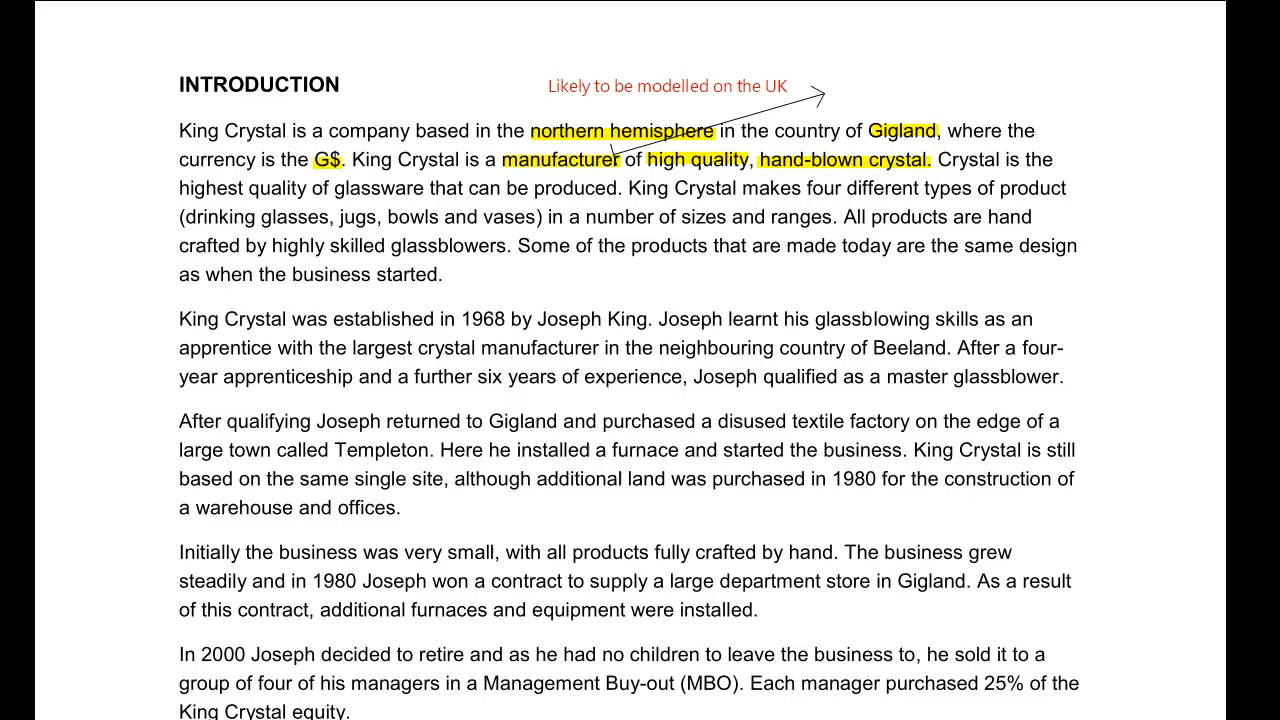 INTRODUCTION
Likely to be modelled on the UK
King Crystal is a company based in the northern hemisphere in the country of Gigland, where the
currency is the G$. King Crystal is a manufacturer of high quality, hand-blown crystal. Crystal is the
highest quality of glassware that can be produced. King Crystal makes four different types of product
(drinking glasses, jugs, bowls and vases) in a number of sizes and ranges. All products are hand
crafted by highly skilled glassblowers. Some of the products that are made today are the same design
as when the business started.
King Crystal was established in 1968 by Joseph King. Joseph learnt his glassblowing skills as an
apprentice with the largest crystal manufacturer in the neighbouring country of Beeland. After a four-
year apprenticeship and a further six years of experience, Joseph qualified as a master glassblower.
After qualifying Joseph returned to Gigland and purchased a disused textile factory on the edge of a
large town called Templeton. Here he installed a furnace and started the business. King Crystal is still
based on the same single site, although additional land was purchased in 1980 for the construction of
a warehouse and offices.
Initially the business was very small, with all products fully crafted by hand. The business grew
steadily and in 1980 Joseph won a contract to supply a large department store in Gigland. As a result
of this contract, additional furnaces and equipment were installed.
In 2000 Joseph decided to retire and as he had no children to leave the business to, he sold it to a
group of four of his managers in a Management Buy-out (MBO). Each manager purchased 25% of the
King Crystal equity.